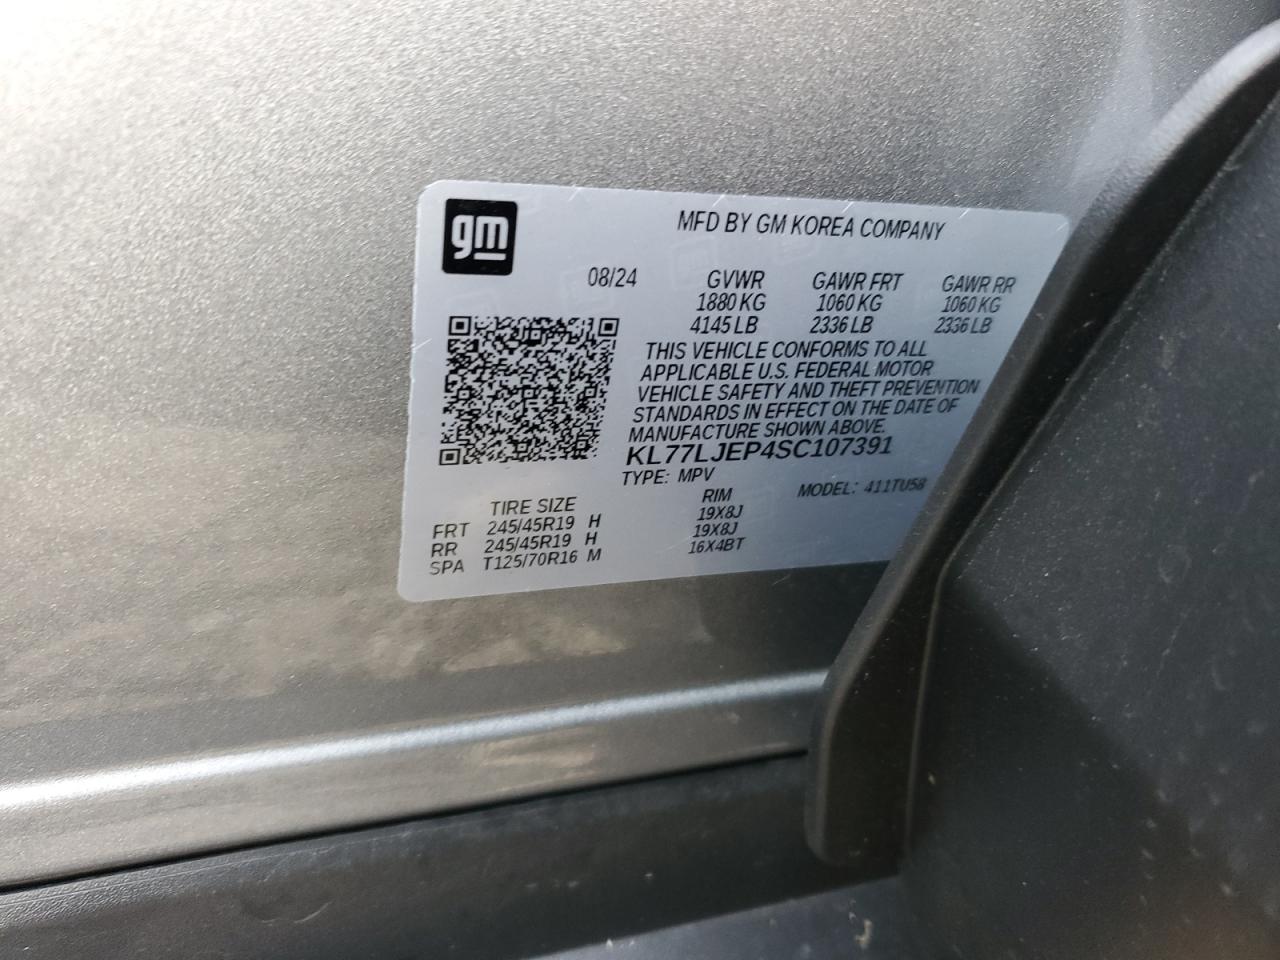 gm
MFD BY GM KOREA COMPANY
08/24 GVWR GAWR FRT GAWR RR
1880 KG 1060 KG 1060 KG
4145 LB 2336 LB 2336 LB
THIS VEHICLE CONFORMS TO ALL
APPLICABLE U.S. FEDERAL MOTOR
VEHICLE SAFETY AND THEFT PREVENTION
STANDARDS IN EFFECT ON THE DATE OF
MANUFACTURE SHOWN ABOVE.
KL77LJEP4SC107391
TYPE: MPV MODEL: 411TU58
TIRE SIZE RIM
FRT 245/45R19 H 19X8J
RR 245/45R19 H 19X8J
SPA T125/70R16 M 16X4BT